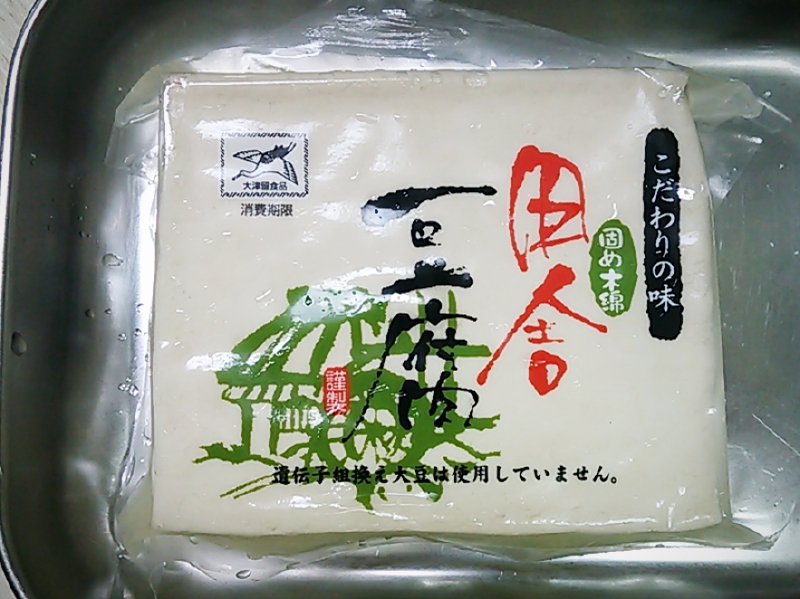 こだわりの味
固め木綿
田舎
豆腐
謹製
大津屋食品
消費期限
遺伝子組換え大豆は使用していません。